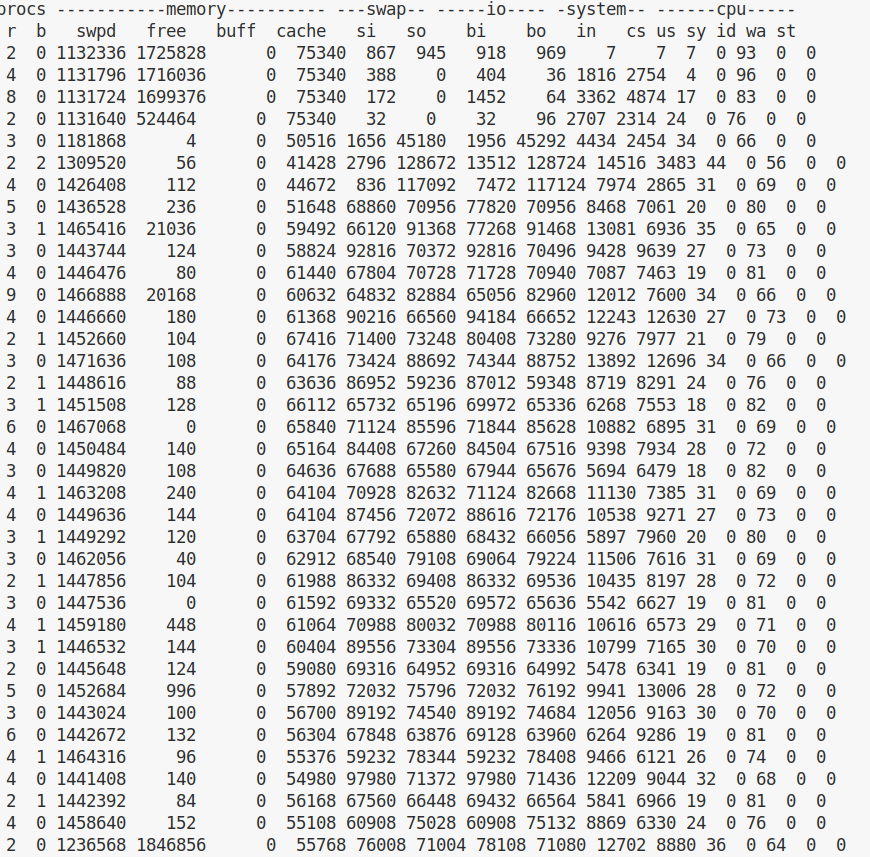 procs -----------memory---------- ---swap-- -----io---- -system-- ------cpu-----
r  b   swpd   free   buff  cache   si   so    bi    bo   in   cs us sy id wa st
2  0 1132336 1725828      0  75340  867  945   918   969    7    7  7  0 93  0  0
4  0 1131796 1716036      0  75340  388    0   404    36 1816 2754  4  0 96  0  0
8  0 1131724 1699376      0  75340  172    0  1452    64 3362 4874 17  0 83  0  0
2  0 1131640 524464      0  75340   32    0    32    96 2707 2314 24  0 76  0  0
3  0 1181868      4      0  50516 1656 45180  1956 45292 4434 2454 34  0 66  0  0
2  2 1309520     56      0  41428 2796 128672 13512 128724 14516 3483 44  0 56  0  0
4  0 1426408    112      0  44672  836 117092  7472 117124 7974 2865 31  0 69  0  0
5  0 1436528    236      0  51648 68860 70956 77820 70956 8468 7061 20  0 80  0  0
3  1 1465416  21036      0  59492 66120 91368 77268 91468 13081 6936 35  0 65  0  0
3  0 1443744    124      0  58824 92816 70372 92816 70496 9428 9639 27  0 73  0  0
4  0 1446476     80      0  61440 67804 70728 71728 70940 7087 7463 19  0 81  0  0
9  0 1466888  20168      0  60632 64832 82884 65056 82960 12012 7600 34  0 66  0  0
4  0 1446660    180      0  61368 90216 66560 94184 66652 12243 12630 27  0 73  0  0
2  1 1452660    104      0  67416 71400 73248 80408 73280 9276 7977 21  0 79  0  0
3  0 1471636    108      0  64176 73424 88692 74344 88752 13892 12696 34  0 66  0  0
2  1 1448616     88      0  63636 86952 59236 87012 59348 8719 8291 24  0 76  0  0
3  1 1451508    128      0  66112 65732 65196 69972 65336 6268 7553 18  0 82  0  0
6  0 1467068      0      0  65840 71124 85596 71844 85628 10882 6895 31  0 69  0  0
4  0 1450484    140      0  65164 84408 67260 84504 67516 9398 7934 28  0 72  0  0
3  0 1449820    108      0  64636 67688 65580 67944 65676 5694 6479 18  0 82  0  0
4  1 1463208    240      0  64104 70928 82632 71124 82668 11130 7385 31  0 69  0  0
4  0 1449636    144      0  64104 87456 72072 88616 72176 10538 9271 27  0 73  0  0
3  1 1449292    120      0  63704 67792 65880 68432 66056 5897 7960 20  0 80  0  0
3  0 1462056     40      0  62912 68540 79108 69064 79224 11506 7616 31  0 69  0  0
2  1 1447856    104      0  61988 86332 69408 86332 69536 10435 8197 28  0 72  0  0
3  0 1447536      0      0  61592 69332 65520 69572 65636 5542 6627 19  0 81  0  0
4  1 1459180    448      0  61064 70988 80032 70988 80116 10616 6573 29  0 71  0  0
3  1 1446532    144      0  60404 89556 73304 89556 73336 10799 7165 30  0 70  0  0
2  0 1445648    124      0  59080 69316 64952 69316 64992 5478 6341 19  0 81  0  0
5  0 1452684    996      0  57892 72032 75796 72032 76192 9941 13006 28  0 72  0  0
3  0 1443024    100      0  56700 89192 74540 89192 74684 12056 9163 30  0 70  0  0
6  0 1442672    132      0  56304 67848 63876 69128 63960 6264 9286 19  0 81  0  0
4  1 1464316     96      0  55376 59232 78344 59232 78408 9466 6121 26  0 74  0  0
4  0 1441408    140      0  54980 97980 71372 97980 71436 12209 9044 32  0 68  0  0
2  1 1442392     84      0  56168 67560 66448 69432 66564 5841 6966 19  0 81  0  0
4  0 1458640    152      0  55108 60908 75028 60908 75132 8869 6330 24  0 76  0  0
2  0 1236568 1846856      0  55768 76008 71004 78108 71080 12702 8880 36  0 64  0  0